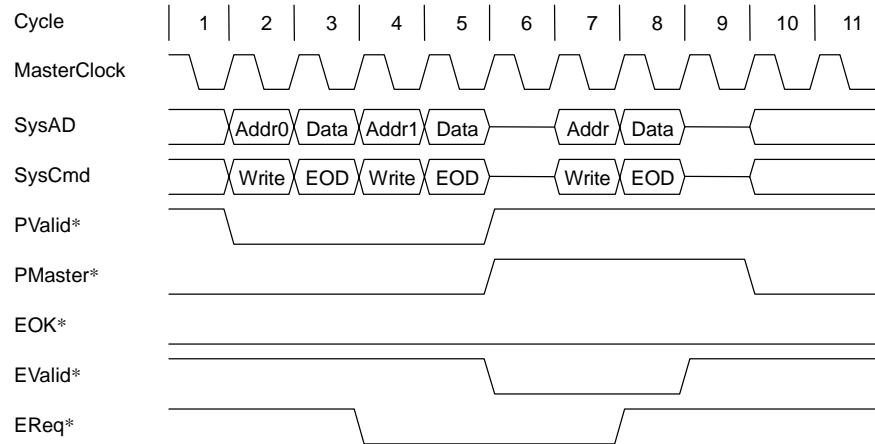 Cycle 1 2 3 4 5 6 7 8 9 10 11
MasterClock
SysAD Addr0 Data Addr1 Data Addr Data
SysCmd Write EOD Write EOD Write EOD
PValid*
PMaster*
EOK*
EValid*
EReq*